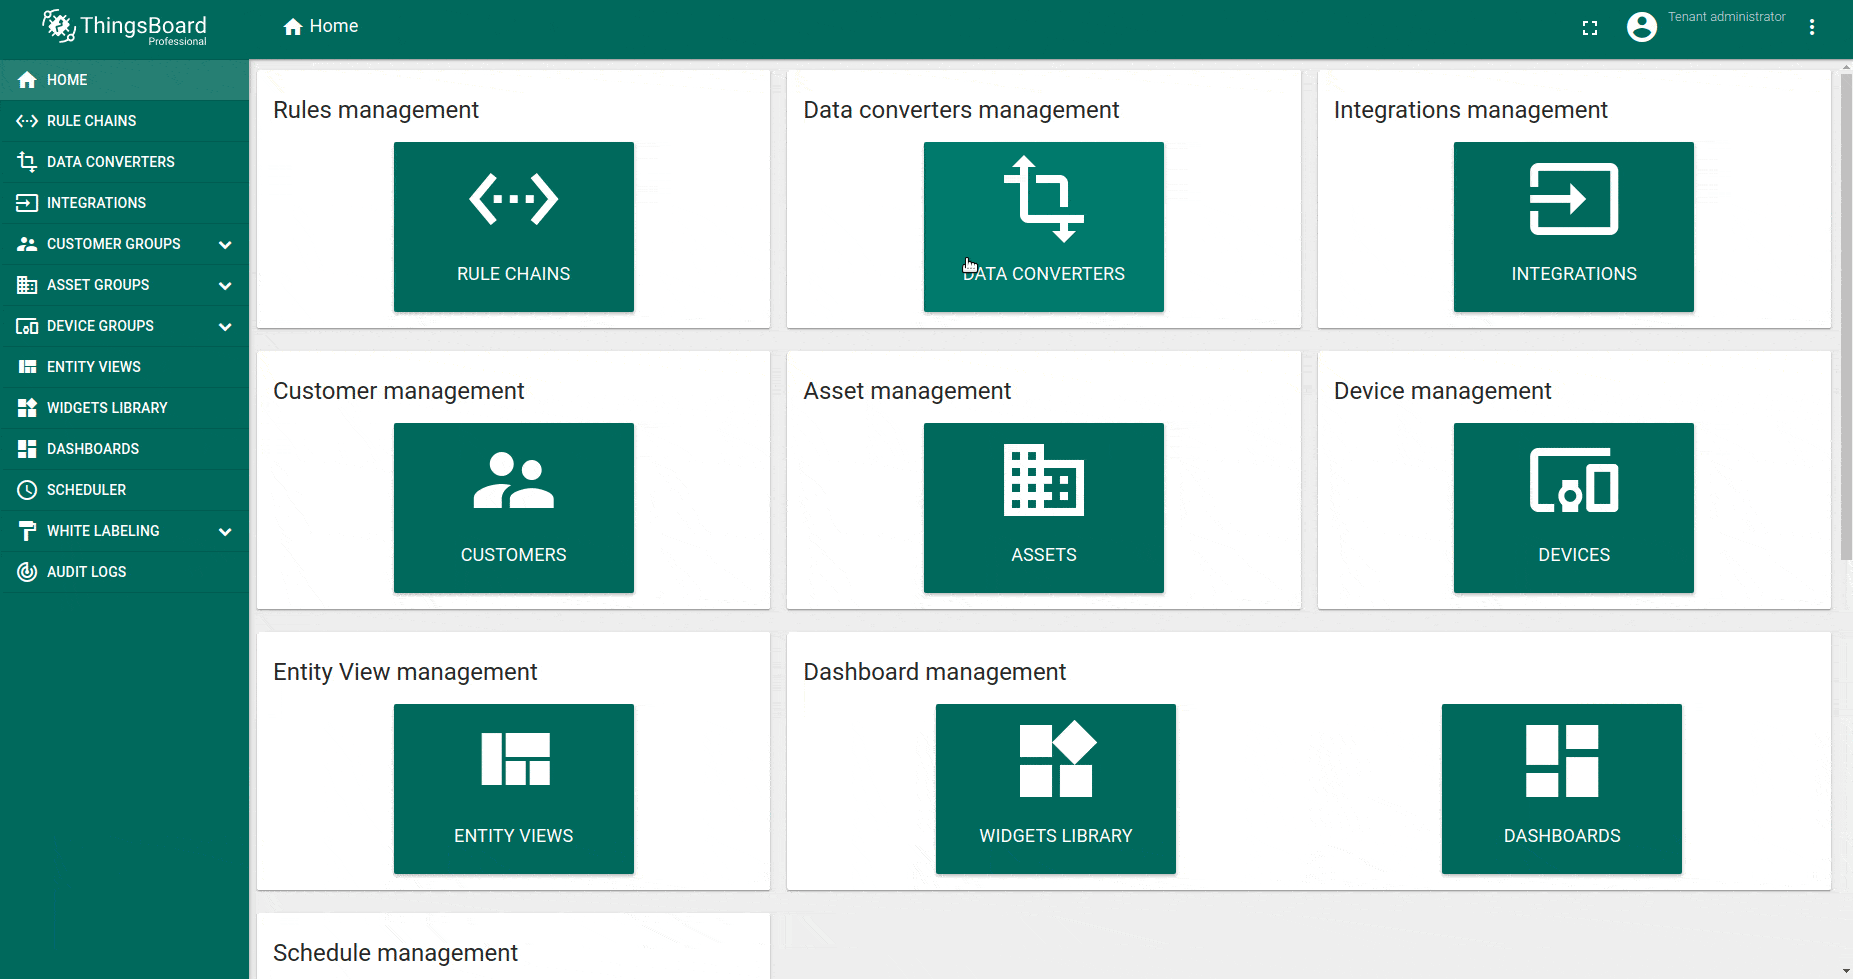 ThingsBoard
Professional
Home
Tenant administrator
HOME
RULE CHAINS
DATA CONVERTERS
INTEGRATIONS
CUSTOMER GROUPS
ASSET GROUPS
DEVICE GROUPS
ENTITY VIEWS
WIDGETS LIBRARY
DASHBOARDS
SCHEDULER
WHITE LABELING
AUDIT LOGS
Rules management
RULE CHAINS
Data converters management
DATA CONVERTERS
Integrations management
INTEGRATIONS
Customer management
CUSTOMERS
Asset management
ASSETS
Device management
DEVICES
Entity View management
ENTITY VIEWS
Dashboard management
WIDGETS LIBRARY
DASHBOARDS
Schedule management